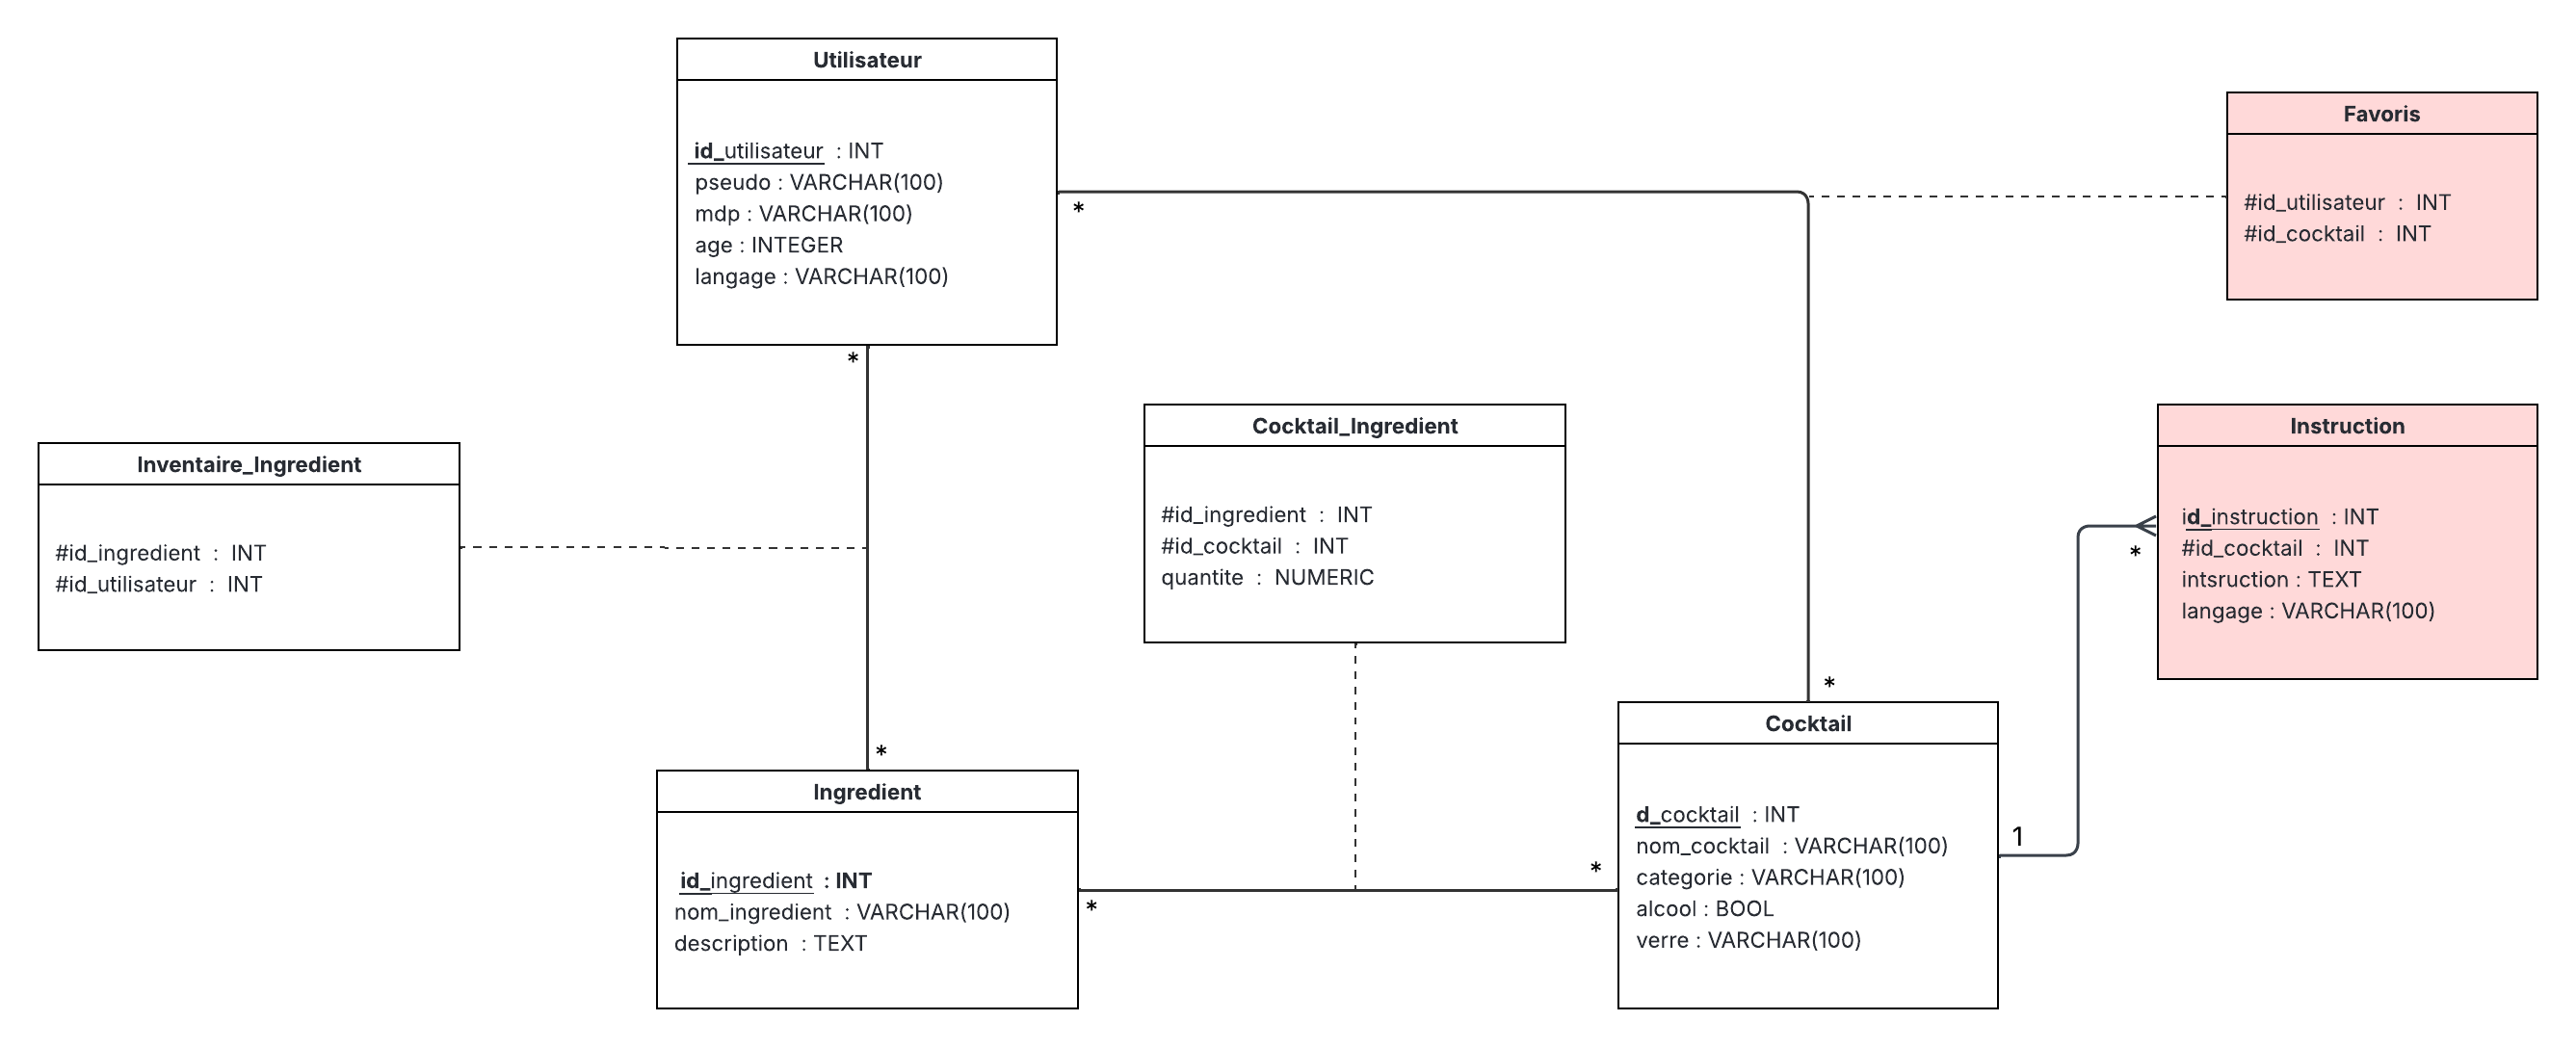 Utilisateur
id_utilisateur : INT
pseudo : VARCHAR(100)
mdp : VARCHAR(100)
age : INTEGER
langage : VARCHAR(100)
*
*
Favoris
#id_utilisateur : INT
#id_cocktail : INT
Inventaire_Ingredient
#id_ingredient : INT
#id_utilisateur : INT
Cocktail_Ingredient
#id_ingredient : INT
#id_cocktail : INT
quantite : NUMERIC
Instruction
id_instruction : INT
#id_cocktail : INT
intsruction : TEXT
langage : VARCHAR(100)
*
*
*
Ingredient
id_ingredient : INT
nom_ingredient : VARCHAR(100)
description : TEXT
*
*
Cocktail
d_cocktail : INT
nom_cocktail : VARCHAR(100)
categorie : VARCHAR(100)
alcool : BOOL
verre : VARCHAR(100)
1